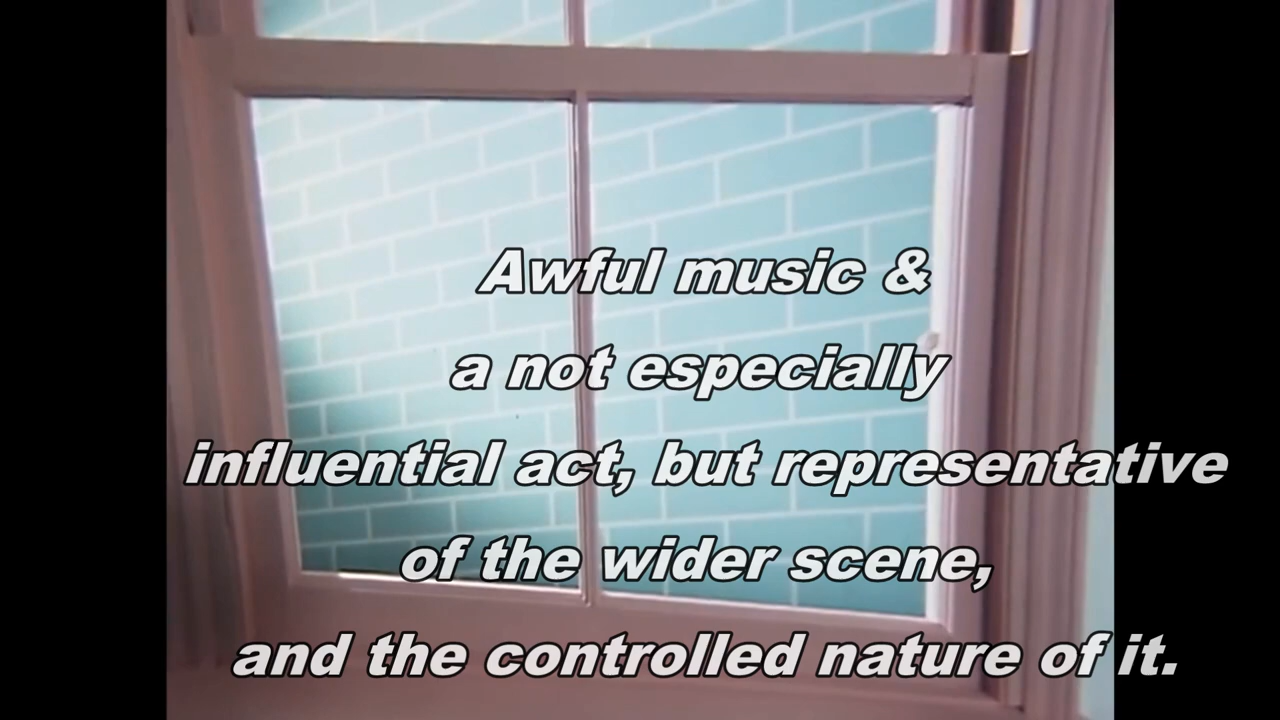 Awful music &
a not especially
influential act, but representative
of the wider scene,
and the controlled nature of it.